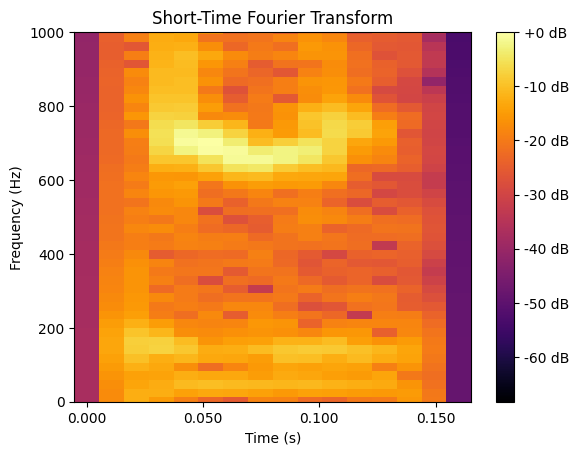 Short-Time Fourier Transform
Frequency (Hz)
1000
800
600
400
200
0
0.000
0.050
0.100
0.150
Time (s)
+0 dB
-10 dB
-20 dB
-30 dB
-40 dB
-50 dB
-60 dB